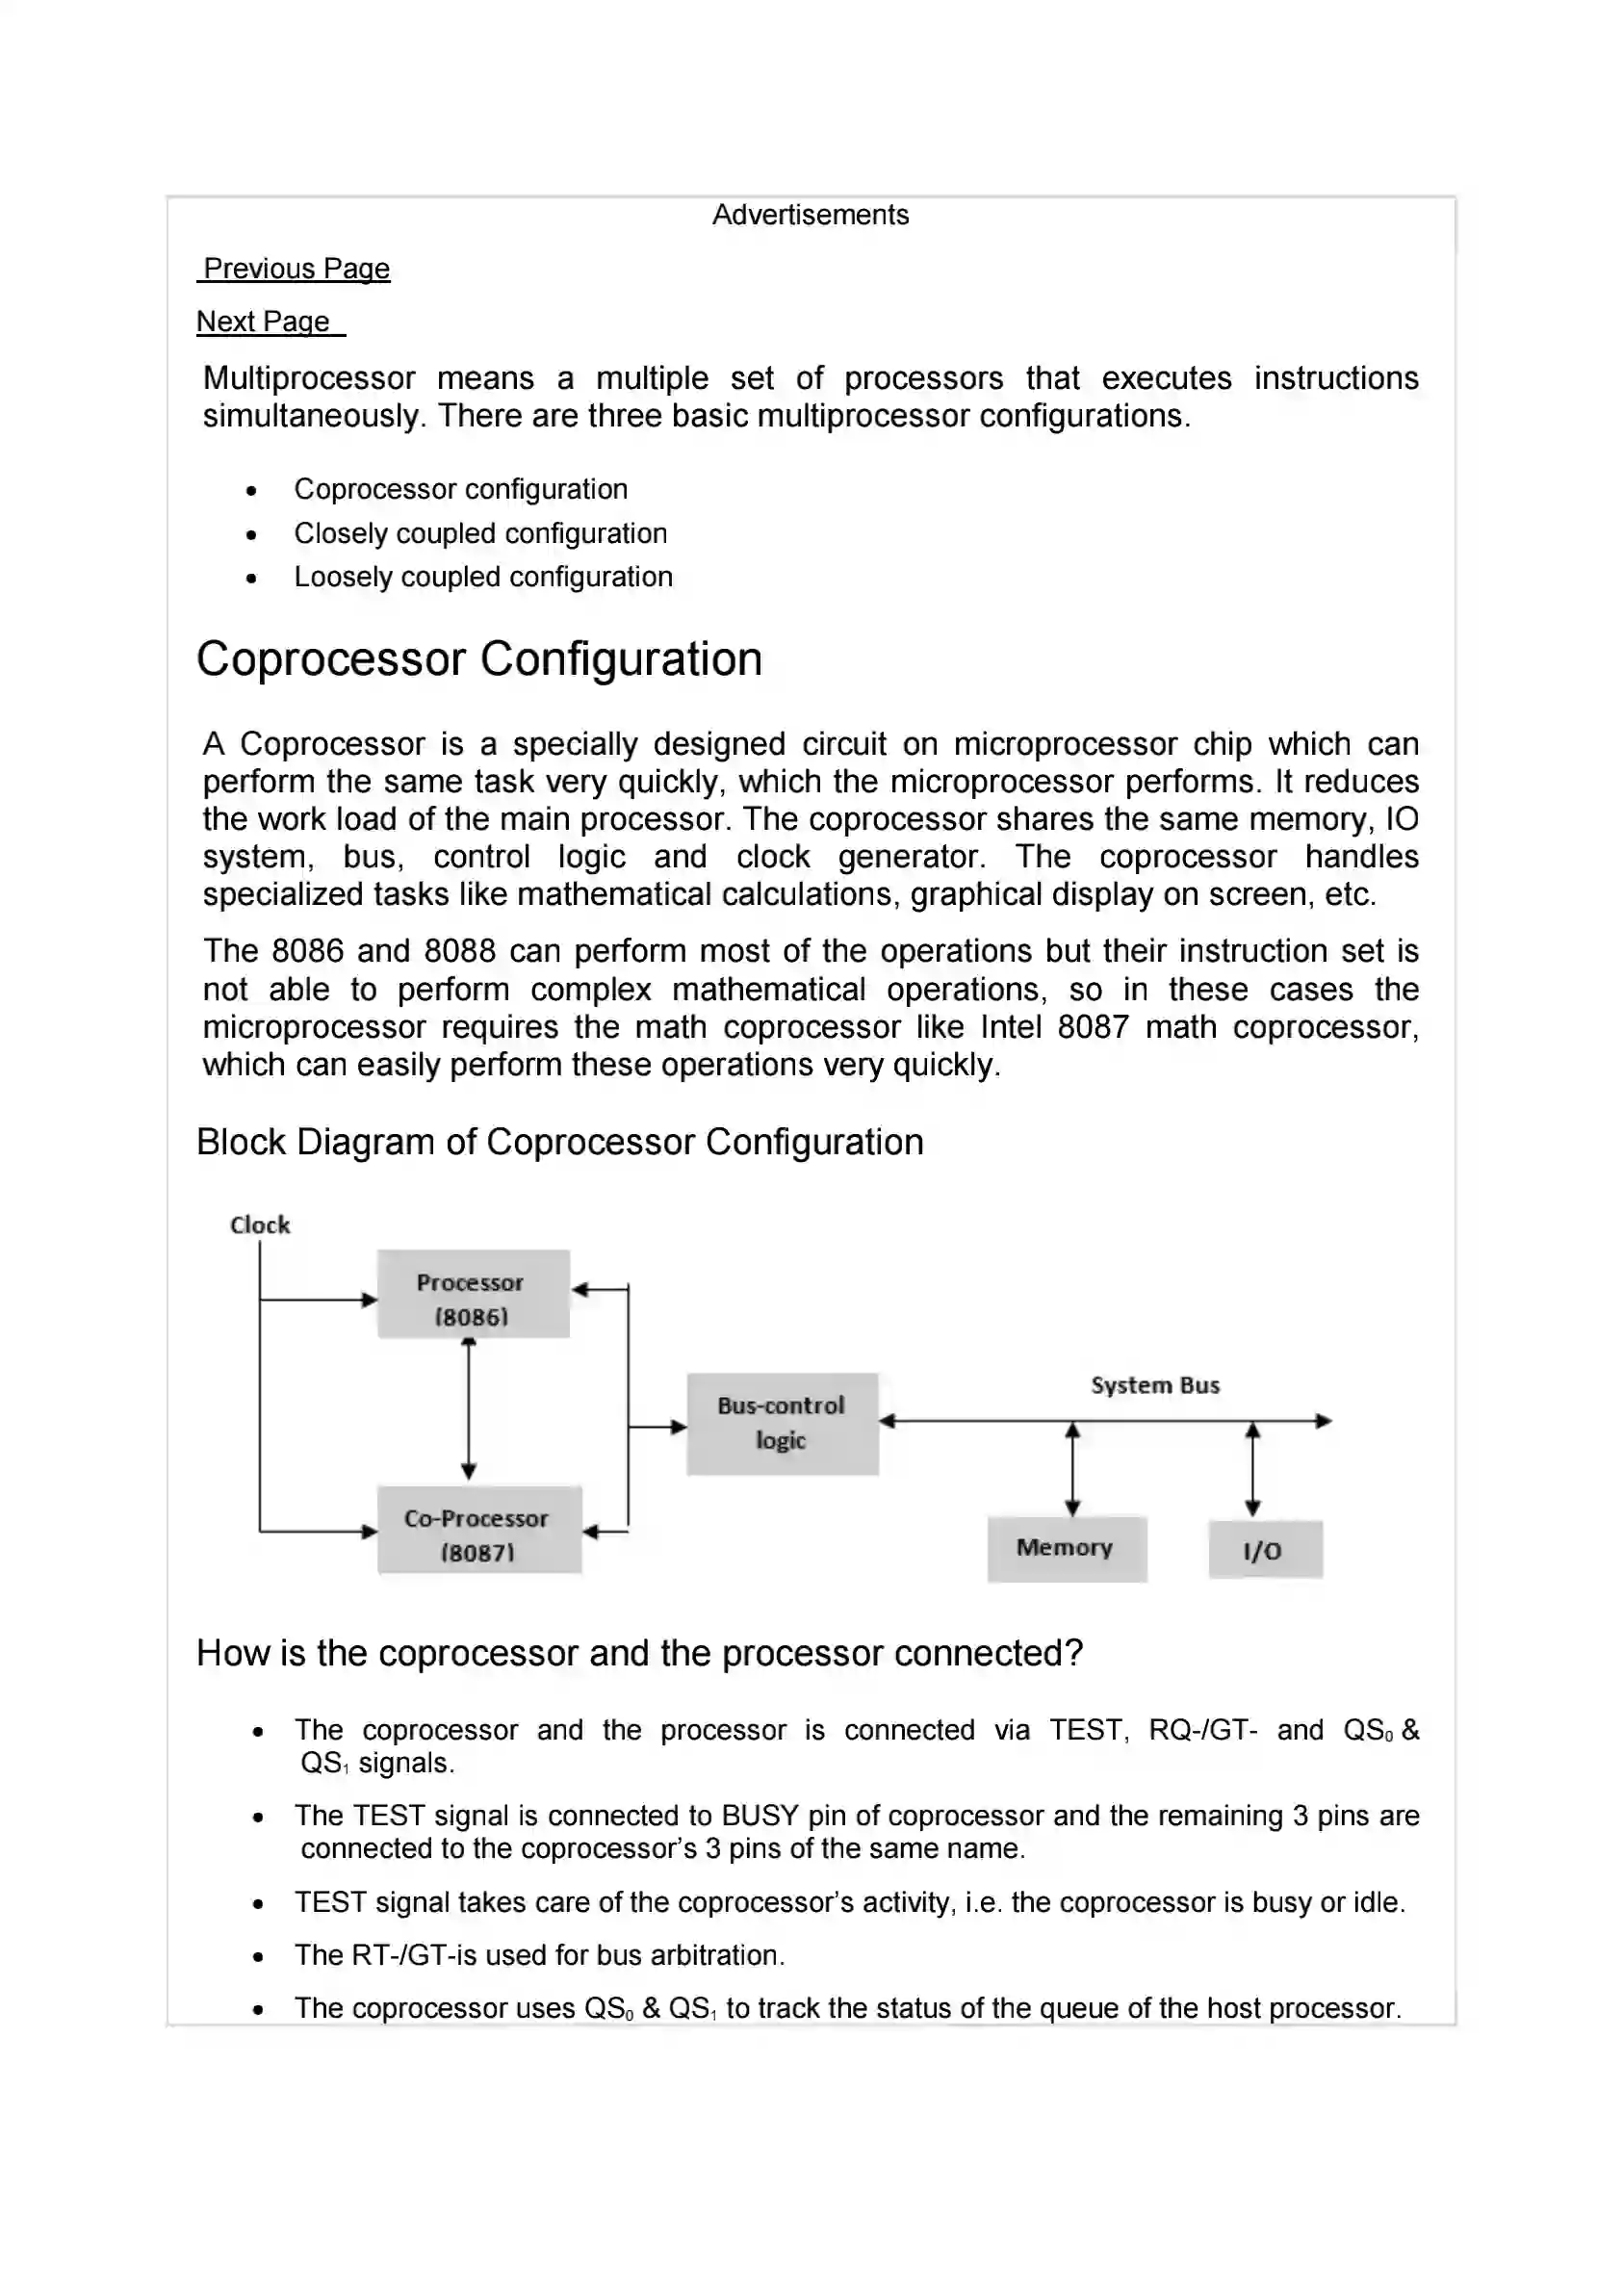 Advertisements
Previous Page
Next Page
Multiprocessor means a multiple set of processors that executes instructions
simultaneously. There are three basic multiprocessor configurations.
• Coprocessor configuration
• Closely coupled configuration
• Loosely coupled configuration
Coprocessor Configuration
A Coprocessor is a specially designed circuit on microprocessor chip which can
perform the same task very quickly, which the microprocessor performs. It reduces
the work load of the main processor. The coprocessor shares the same memory, IO
system, bus, control logic and clock generator. The coprocessor handles
specialized tasks like mathematical calculations, graphical display on screen, etc.
The 8086 and 8088 can perform most of the operations but their instruction set is
not able to perform complex mathematical operations, so in these cases the
microprocessor requires the math coprocessor like Intel 8087 math coprocessor,
which can easily perform these operations very quickly.
Block Diagram of Coprocessor Configuration
Clock
Processor
(8086)
Bus-control
logic
System Bus
Co-Processor
(8087)
Memory
I/O
How is the coprocessor and the processor connected?
• The coprocessor and the processor is connected via TEST, RQ-/GT- and QS₀ &
QS₁ signals.
• The TEST signal is connected to BUSY pin of coprocessor and the remaining 3 pins are
connected to the coprocessor’s 3 pins of the same name.
• TEST signal takes care of the coprocessor’s activity, i.e. the coprocessor is busy or idle.
• The RT-/GT-is used for bus arbitration.
• The coprocessor uses QS₀ & QS₁ to track the status of the queue of the host processor.